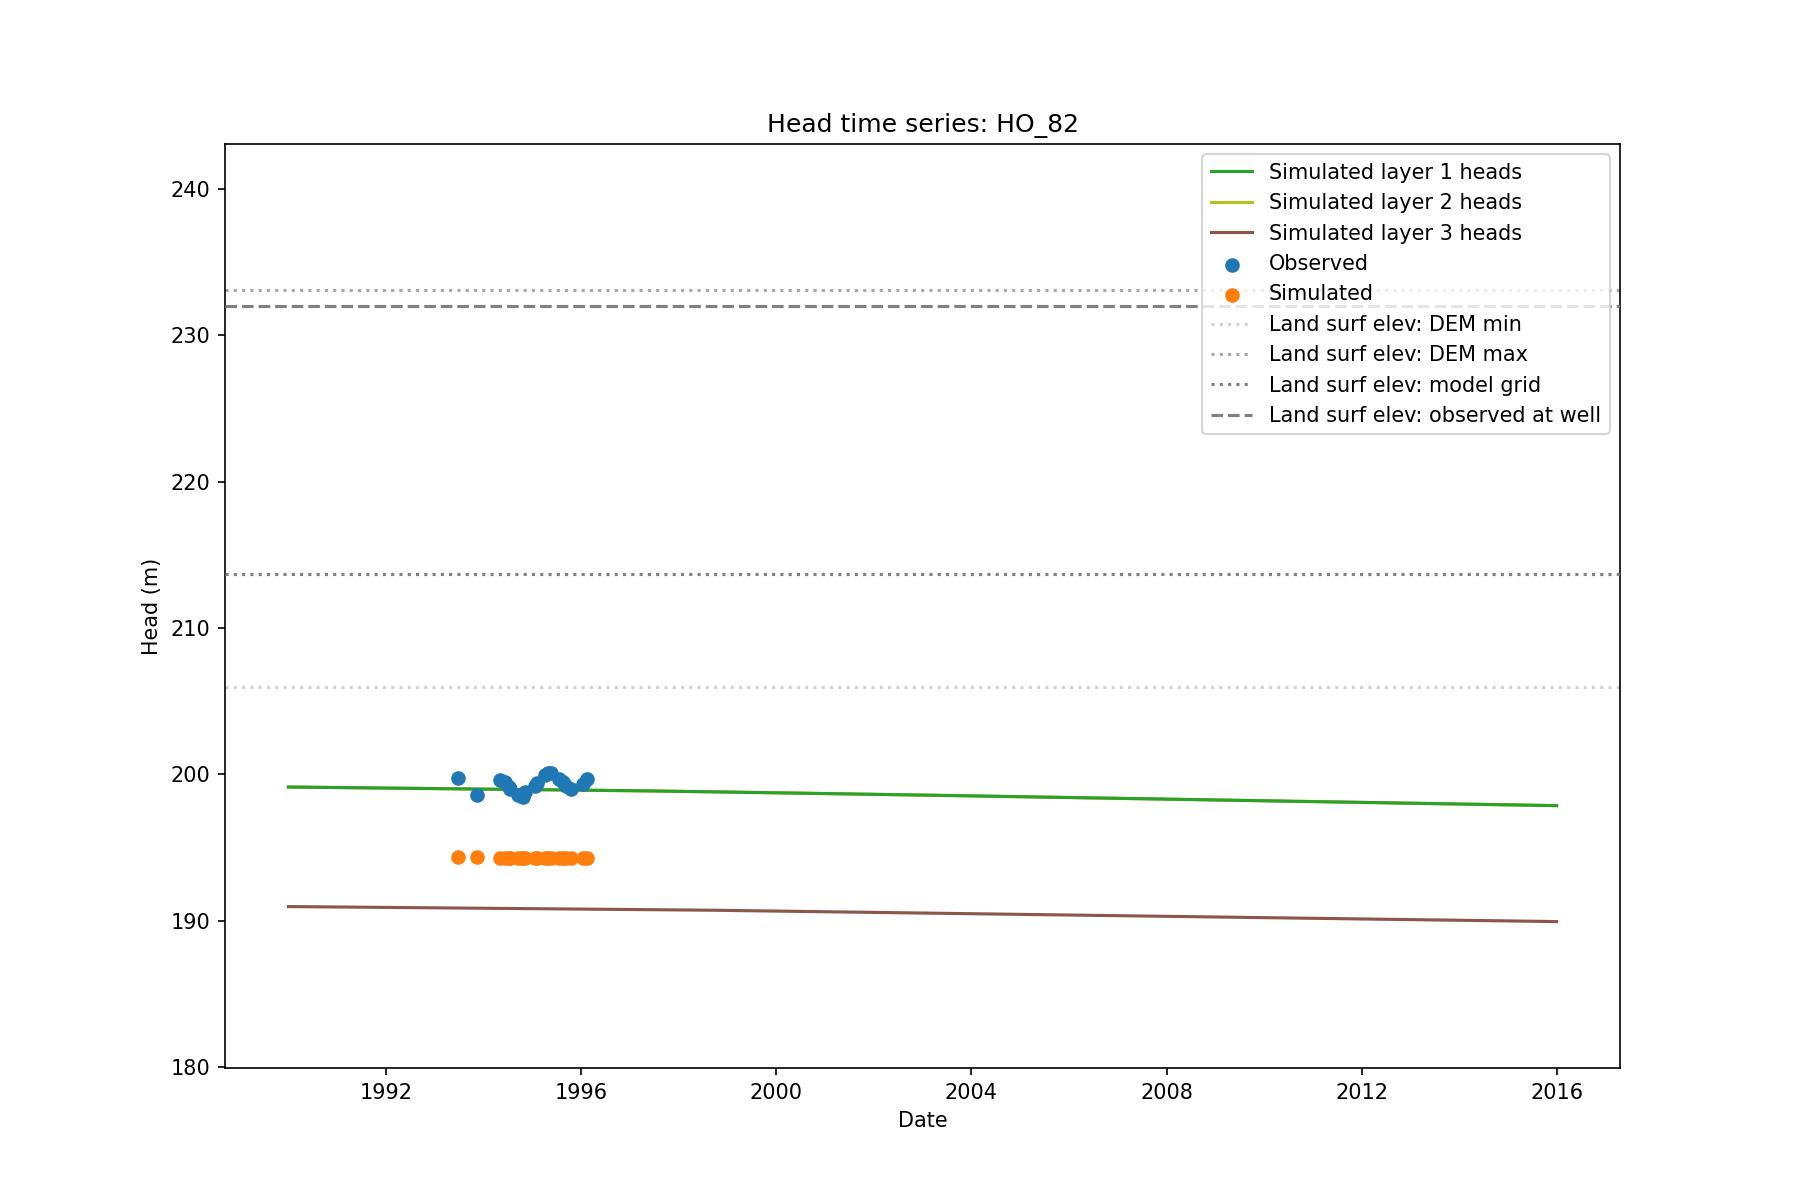 Head time series: HO_82
240
230
220
210
200
190
180
Head (m)
1992
1996
2000
2004
2008
2012
2016
Date
Simulated layer 1 heads
Simulated layer 2 heads
Simulated layer 3 heads
Observed
Simulated
Land surf elev: DEM min
Land surf elev: DEM max
Land surf elev: model grid
Land surf elev: observed at well